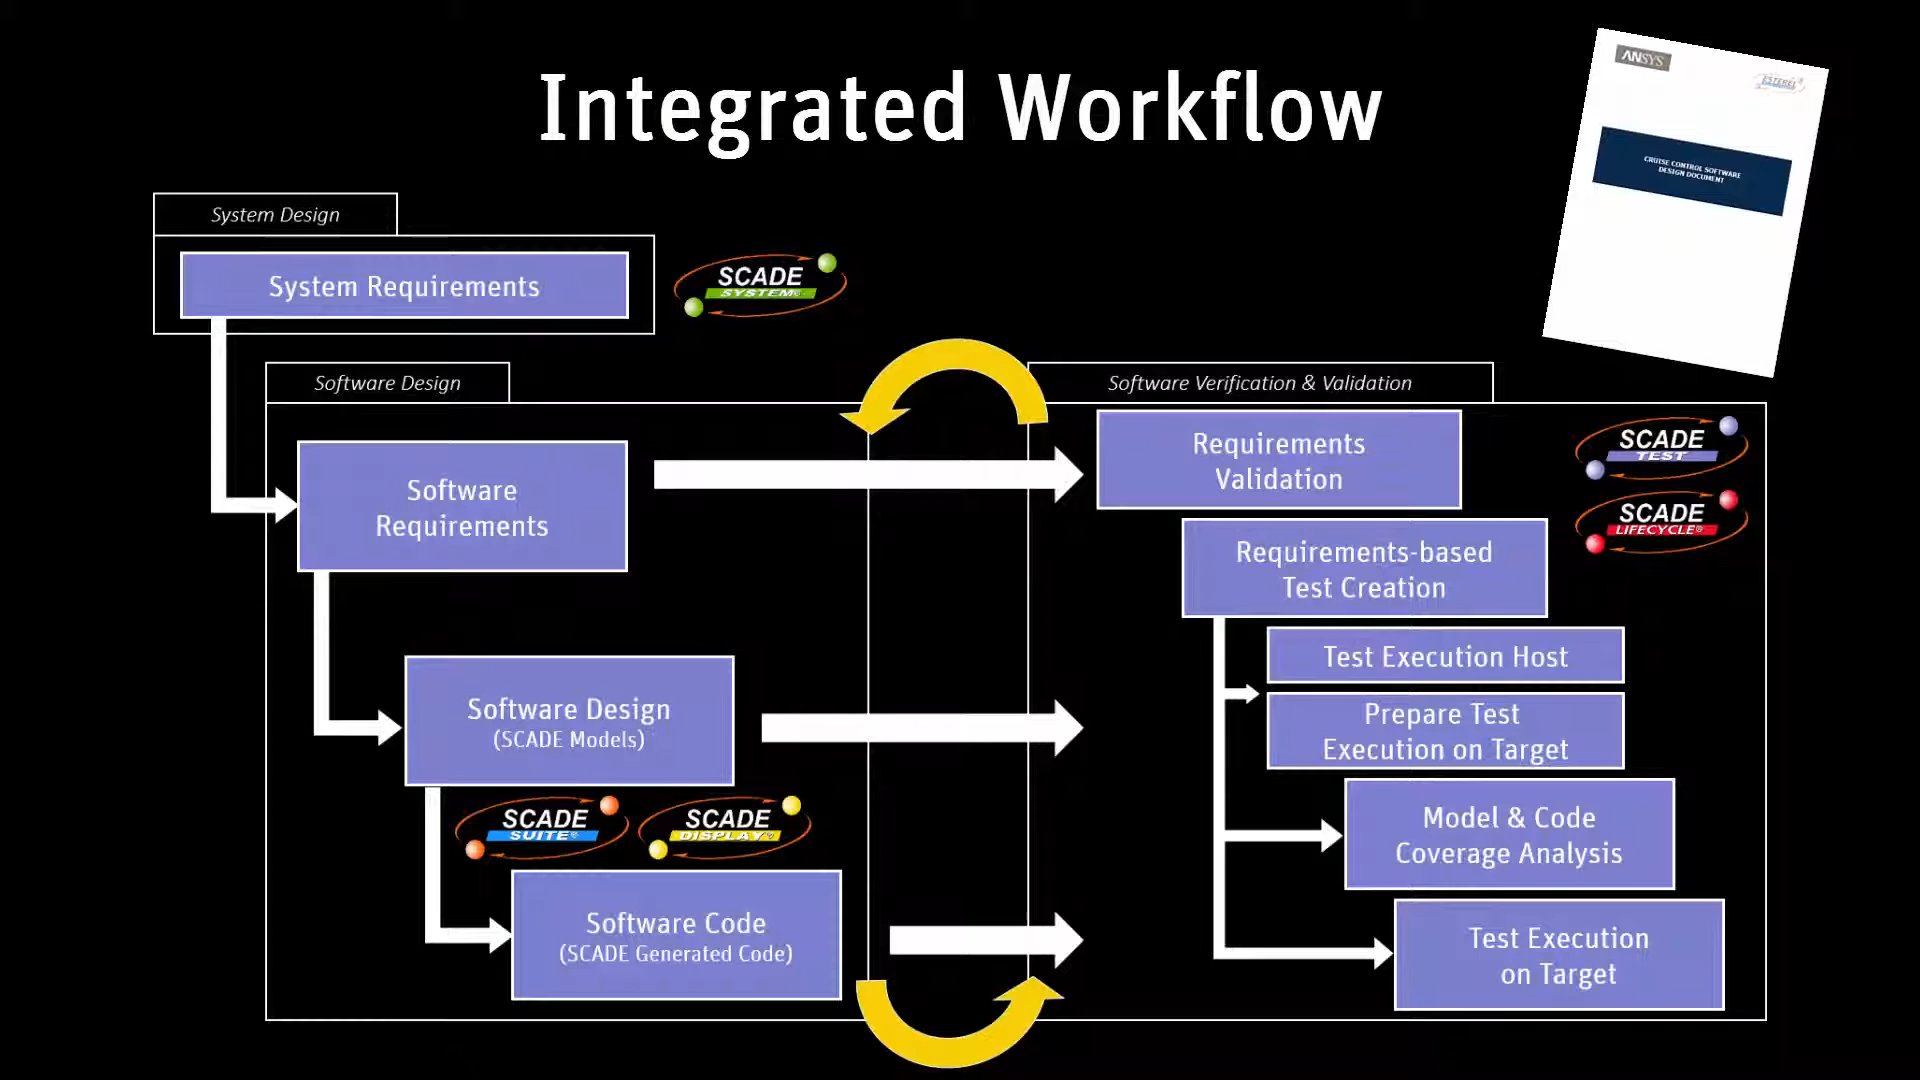 Integrated Workflow
ANSYS
ESTEREL
CRUISE CONTROL SOFTWARE
DESIGN DOCUMENT
System Design
System Requirements
SCADE
SYSTEM®
Software Design
Software
Requirements
Software Design
(SCADE Models)
SCADE
SUITE®
SCADE
DISPLAY®
Software Code
(SCADE Generated Code)
Software Verification & Validation
Requirements
Validation
SCADE
TEST
SCADE
LIFECYCLE®
Requirements-based
Test Creation
Test Execution Host
Prepare Test
Execution on Target
Model & Code
Coverage Analysis
Test Execution
on Target